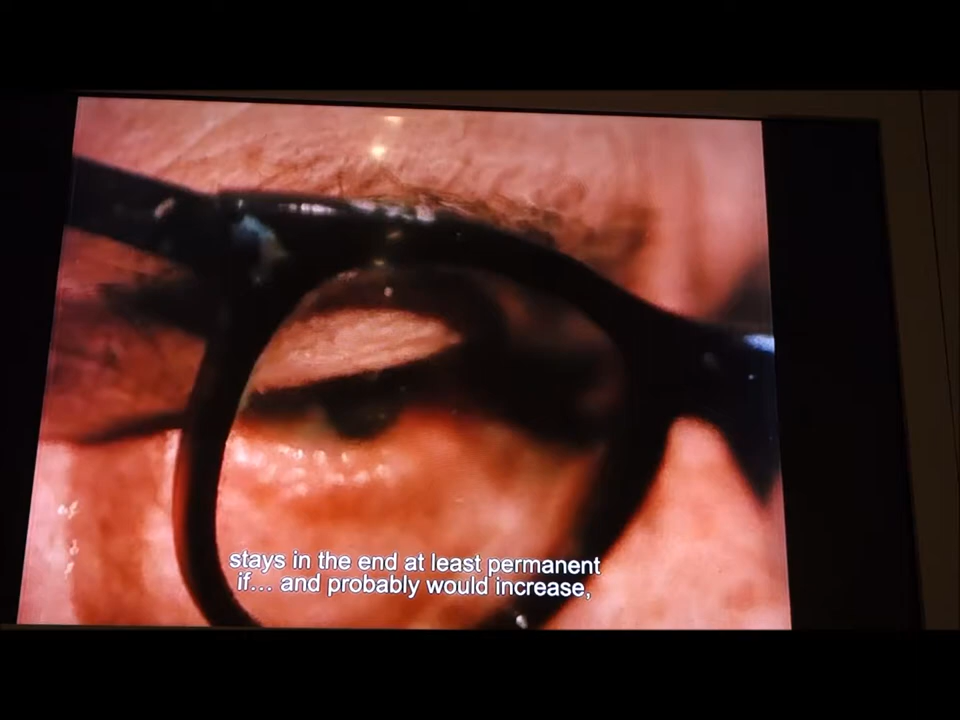 stays in the end at least permanent
if... and probably would increase,